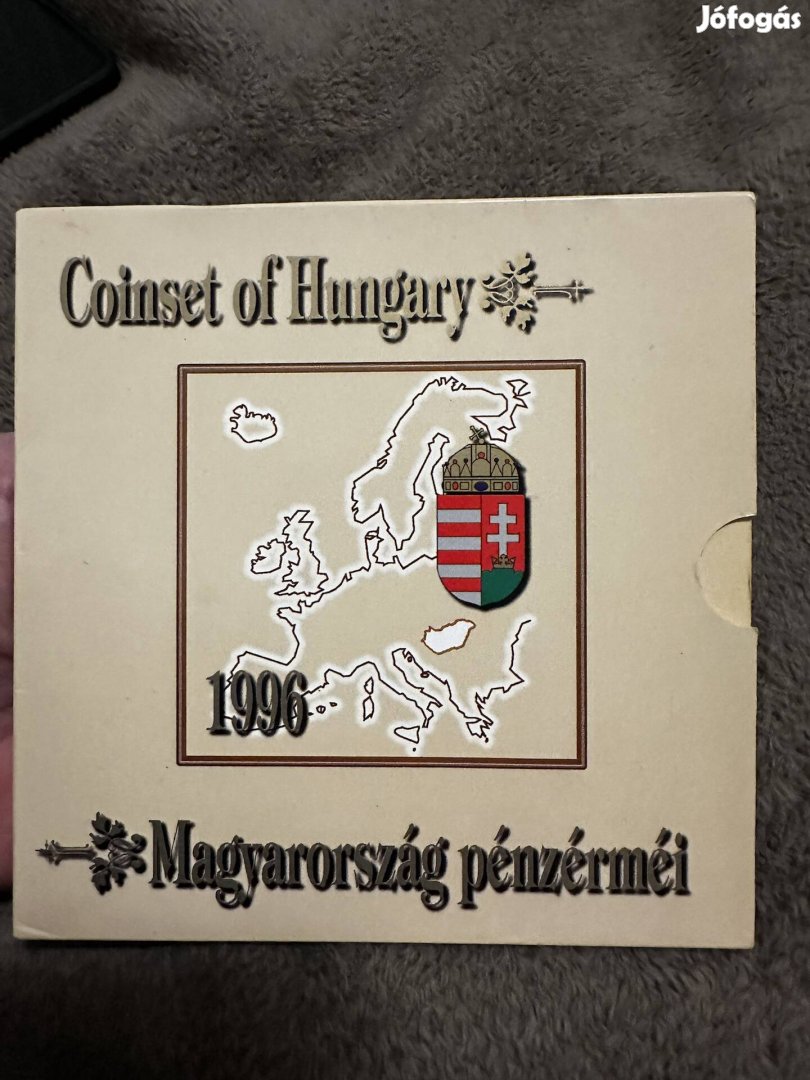 Jófogás
Coinset of Hungary
1996
Magyarország pénzérméi